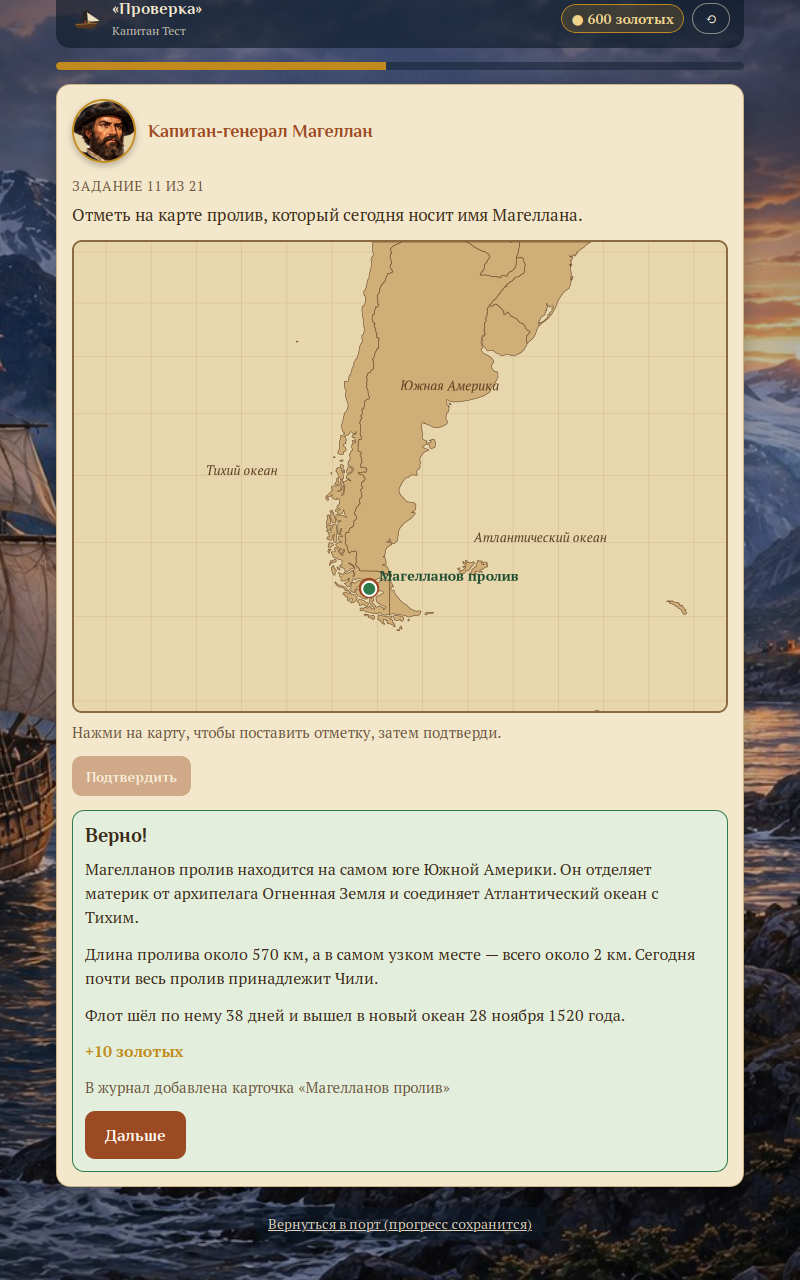 «Проверка»
Капитан Тест
600 золотых
Капитан-генерал Магеллан
ЗАДАНИЕ 11 ИЗ 21
Отметь на карте пролив, который сегодня носит имя Магеллана.
Южная Америка
Тихий океан
Атлантический океан
Магелланов пролив
Нажми на карту, чтобы поставить отметку, затем подтверди.
Подтвердить
Верно!
Магелланов пролив находится на самом юге Южной Америки. Он отделяет
материк от архипелага Огненная Земля и соединяет Атлантический океан с
Тихим.
Длина пролива около 570 км, а в самом узком месте — всего около 2 км. Сегодня
почти весь пролив принадлежит Чили.
Флот шёл по нему 38 дней и вышел в новый океан 28 ноября 1520 года.
+10 золотых
В журнал добавлена карточка «Магелланов пролив»
Дальше
Вернуться в порт (прогресс сохранится)